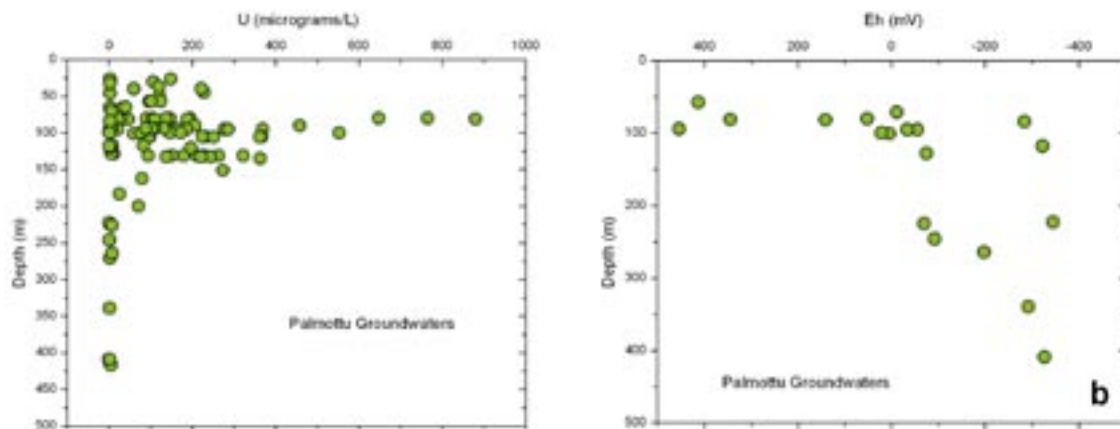 U (micrograms/L)
0 200 400 600 800 1000
0
50
100
150
200
250
300
350
400
450
500
Depth (m)
Palmottu Groundwaters
Eh (mV)
400 200 0 -200 -400
0
100
200
300
400
500
Depth (m)
Palmottu Groundwaters
b